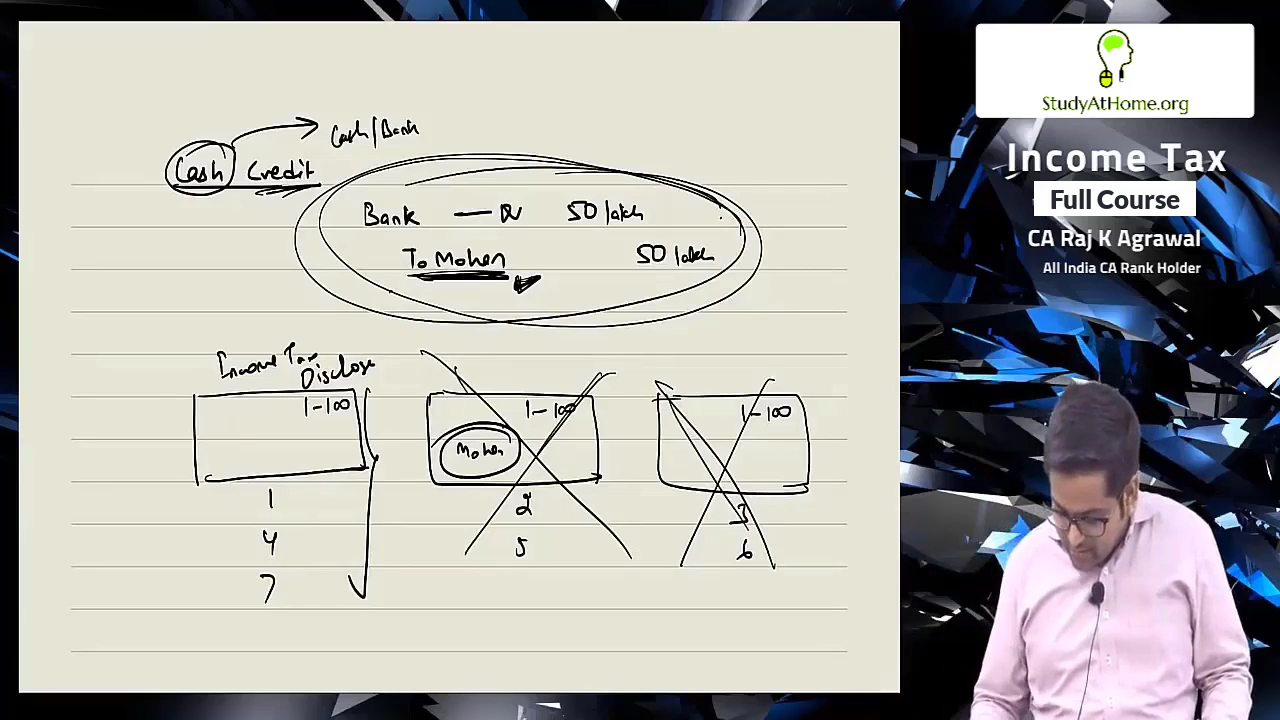 Cash/Bank
Cash Credit
Bank — Dr 50 lakh
To Mohan 50 lakh
Income Tax
Disclose
1-100
1
4
7
1-100
Mohan
2
5
1-100
3
6
StudyAtHome.org
Income Tax
Full Course
CA Raj K Agrawal
All India CA Rank Holder